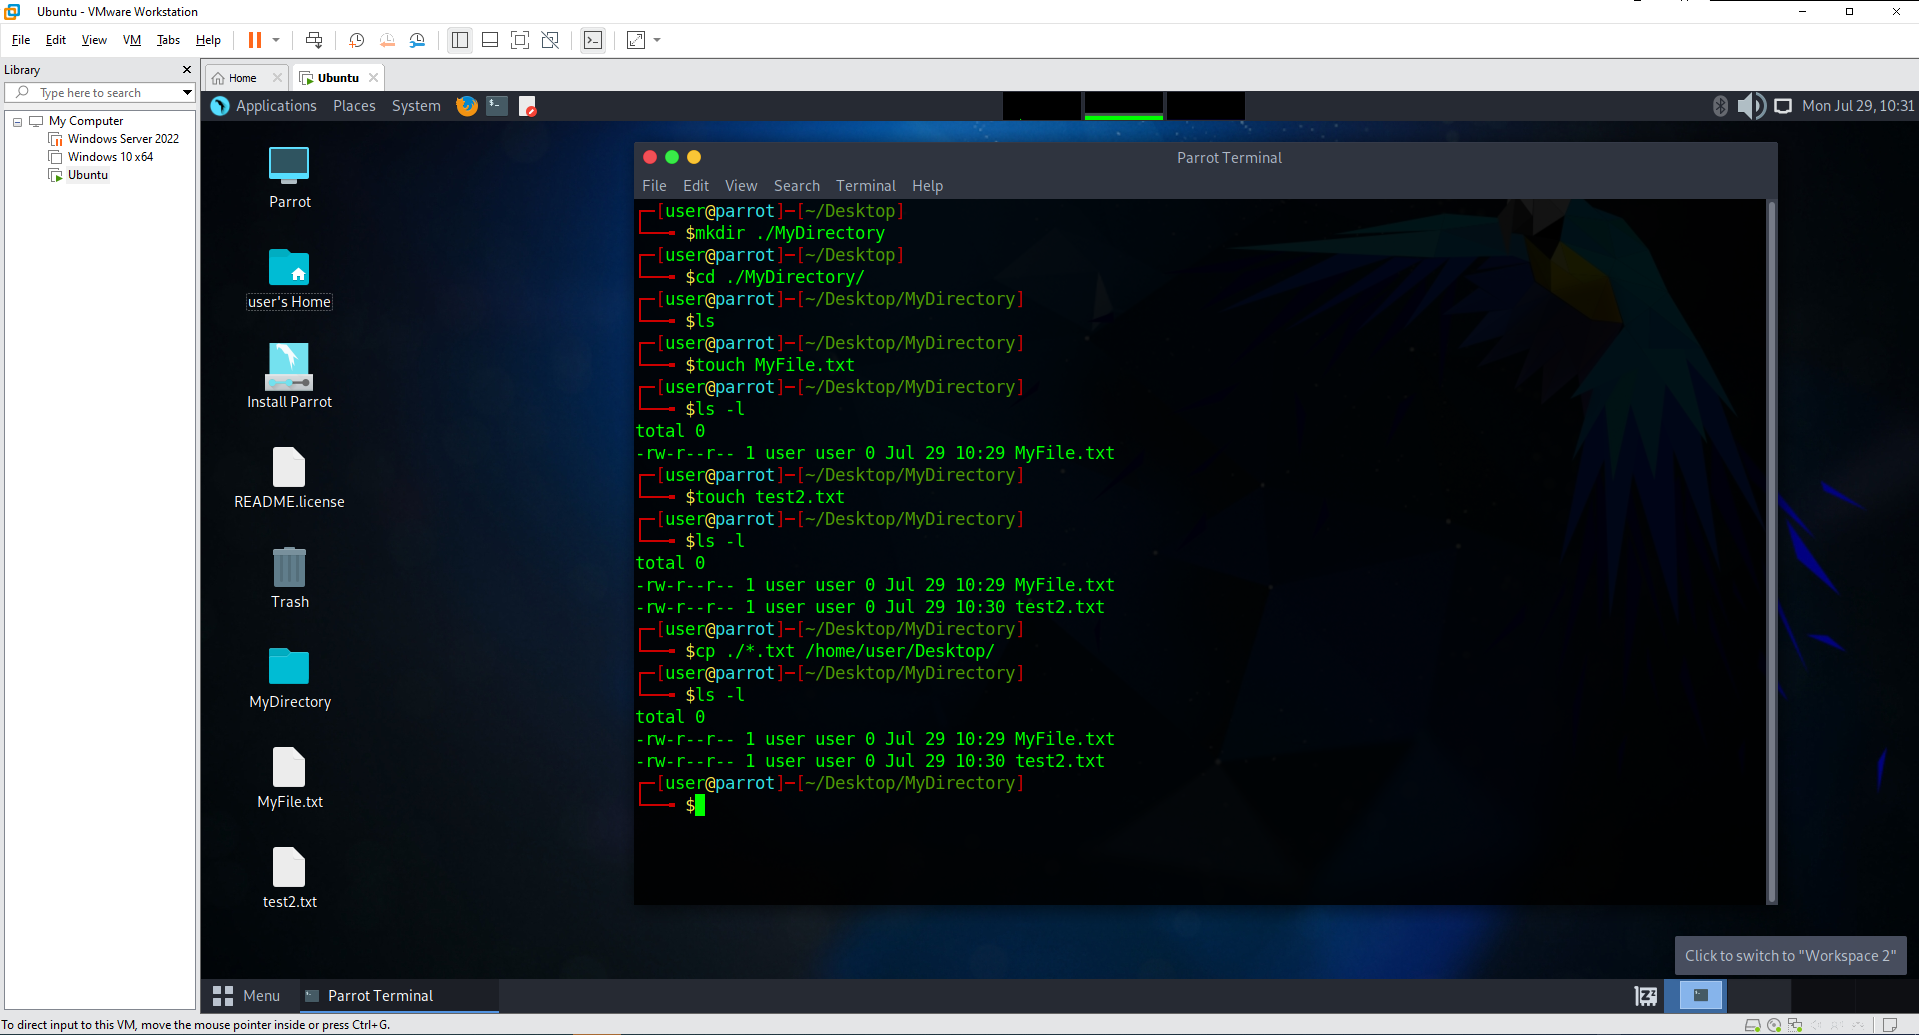 Ubuntu - VMware Workstation
File Edit View VM Tabs Help
Library
Type here to search
My Computer
Windows Server 2022
Windows 10 x64
Ubuntu
Home
Ubuntu
Applications Places System
Mon Jul 29, 10:31
Parrot
user's Home
Install Parrot
README.license
Trash
MyDirectory
MyFile.txt
test2.txt
Parrot Terminal
File Edit View Search Terminal Help
┌─[user@parrot]─[~/Desktop]
└──╼ $mkdir ./MyDirectory
┌─[user@parrot]─[~/Desktop]
└──╼ $cd ./MyDirectory/
┌─[user@parrot]─[~/Desktop/MyDirectory]
└──╼ $ls
┌─[user@parrot]─[~/Desktop/MyDirectory]
└──╼ $touch MyFile.txt
┌─[user@parrot]─[~/Desktop/MyDirectory]
└──╼ $ls -l
total 0
-rw-r--r-- 1 user user 0 Jul 29 10:29 MyFile.txt
┌─[user@parrot]─[~/Desktop/MyDirectory]
└──╼ $touch test2.txt
┌─[user@parrot]─[~/Desktop/MyDirectory]
└──╼ $ls -l
total 0
-rw-r--r-- 1 user user 0 Jul 29 10:29 MyFile.txt
-rw-r--r-- 1 user user 0 Jul 29 10:30 test2.txt
┌─[user@parrot]─[~/Desktop/MyDirectory]
└──╼ $cp ./*.txt /home/user/Desktop/
┌─[user@parrot]─[~/Desktop/MyDirectory]
└──╼ $ls -l
total 0
-rw-r--r-- 1 user user 0 Jul 29 10:29 MyFile.txt
-rw-r--r-- 1 user user 0 Jul 29 10:30 test2.txt
┌─[user@parrot]─[~/Desktop/MyDirectory]
└──╼ $
Click to switch to "Workspace 2"
Menu
Parrot Terminal
To direct input to this VM, move the mouse pointer inside or press Ctrl+G.